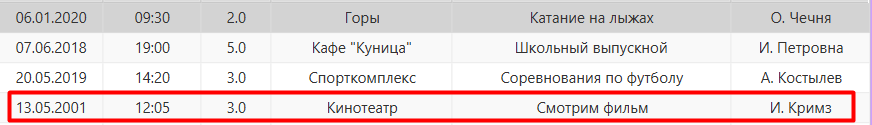 06.01.2020 09:30 2.0 Горы Катание на лыжах О. Чечня
07.06.2018 19:00 5.0 Кафе "Куница" Школьный выпускной И. Петровна
20.05.2019 14:20 3.0 Спорткомплекс Соревнования по футболу А. Костылев
13.05.2001 12:05 3.0 Кинотеатр Смотрим фильм И. Кримз